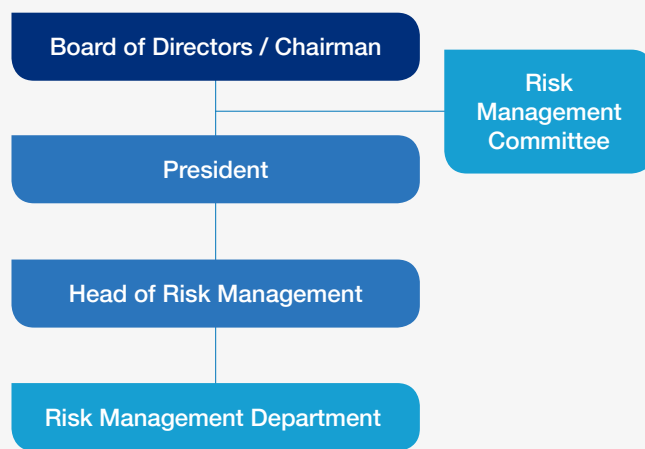 Board of Directors / Chairman
Risk
Management
Committee
President
Head of Risk Management
Risk Management Department